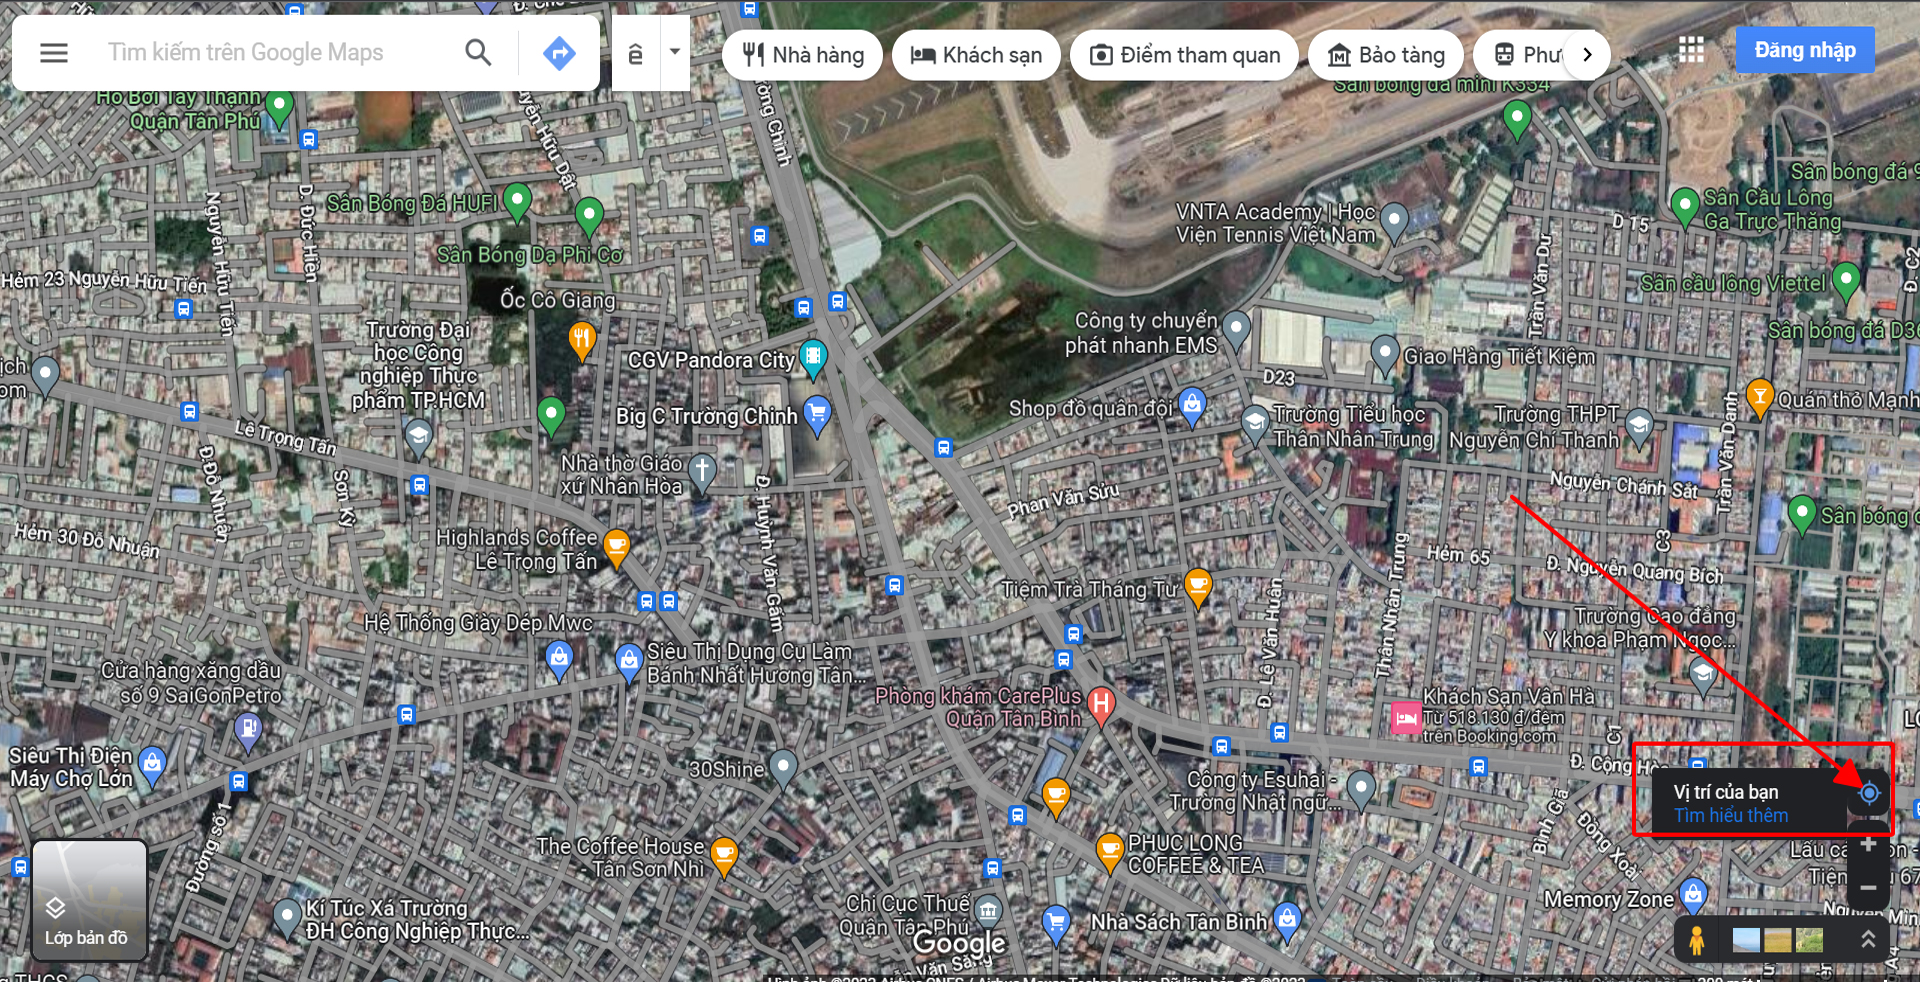 Tìm kiếm trên Google Maps
ê
Nhà hàng
Khách sạn
Điểm tham quan
Bảo tàng
Đăng nhập
Hồ Bơi Tây Thạnh
Quận Tân Phú
Sân bóng đá mini K334
Sân bóng đá
Sân Cầu Lông
Ga Trực Thăng
VNTA Academy | Học
Viện Tennis Việt Nam
Sân Bóng Đá HUFI
Sân Bóng Dạ Phi Cơ
D 15
Đ. C2
Trần Văn Dư
Nguyễn Hữu Dật
Trường Chinh
Nguyễn Hữu Tiến
D. Đức Hiền
Hẻm 23 Nguyễn Hữu Tiến
Sân cầu lông Viettel
Ốc Cô Giang
Trường Đại
học Công
nghiệp Thực
phẩm TP.HCM
CGV Pandora City
Công ty chuyển
phát nhanh EMS
Giao Hàng Tiết Kiệm
D23
Big C Trường Chinh
Shop đồ quân đội
Trường Tiểu học
Thân Nhân Trung
Trường THPT
Nguyễn Chí Thanh
Quán thỏ Mạnh
Trần Văn Danh
Lê Trọng Tấn
Đ.Đỗ Nhuận
Sơn Kỳ
Nhà thờ Giáo
xứ Nhân Hòa
Đ. Huỳnh Văn Gấm
Phan Văn Sửu
Nguyễn Chánh Sắt
Hẻm 30 Đỗ Nhuận
Highlands Coffee
Lê Trọng Tấn
C3
Sân bóng
Hẻm 65
Đ. Nguyễn Quang Bích
Thân Nhân Trung
Tiệm Trà Tháng Tư
Đ. Lê Văn Huân
Trường Cao đẳng
Y khoa Phạm Ngọc...
Hệ Thống Giày Dép Mwc
Siêu Thị Dụng Cụ Làm
Bánh Nhất Hương Tân...
Cửa hàng xăng dầu
số 9 SaiGonPetro
Phòng khám CarePlus
Quận Tân Bình
Khách Sạn Vân Hà
Từ 518.130 ₫/đêm
trên Booking.com
C1
Đ. Cộng Hòa
Siêu Thị Điện
Máy Chợ Lớn
30Shine
Công ty Esuhai -
Trường Nhật ngữ...
Vị trí của bạn
Tìm hiểu thêm
Bình Giã
Đồng Xoài
Đường số 1
The Coffee House
- Tân Sơn Nhì
PHUC LONG
COFFEE & TEA
Memory Zone
Lớp bản đồ
Kí Túc Xá Trường
ĐH Công Nghiệp Thực...
Chi Cục Thuế
Quận Tân Phú
Nhà Sách Tân Bình
Google